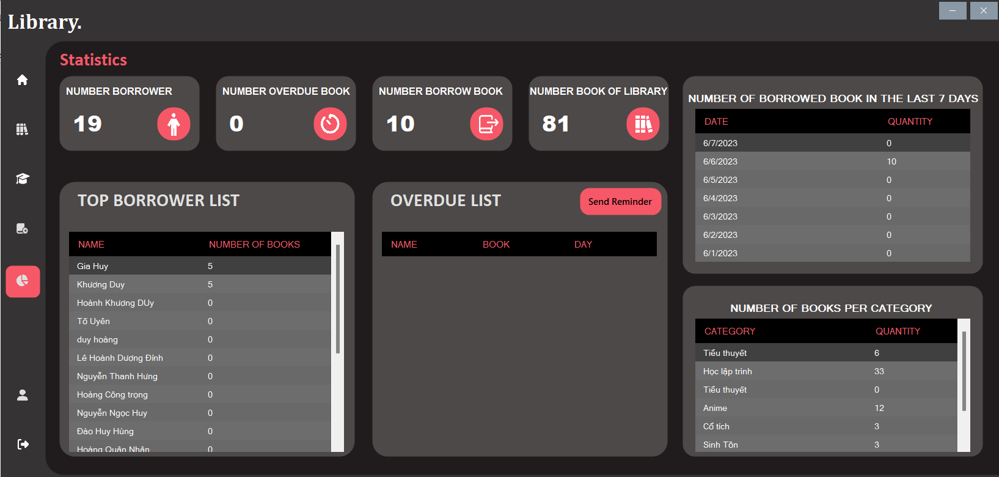 Library.
Statistics
NUMBER BORROWER
19
NUMBER OVERDUE BOOK
0
NUMBER BORROW BOOK
10
NUMBER BOOK OF LIBRARY
81
TOP BORROWER LIST
NAME NUMBER OF BOOKS
Gia Huy 5
Khương Duy 5
Hoành Khương DUy 0
Tố Uyên 0
duy hoàng 0
Lê Hoành Dương Đỉnh 0
Nguyễn Thanh Hưng 0
Hoàng Công trọng 0
Nguyễn Ngọc Huy 0
Đào Huy Hùng 0
Hoàng Quân Nhân 0
OVERDUE LIST
Send Reminder
NAME BOOK DAY
NUMBER OF BORROWED BOOK IN THE LAST 7 DAYS
DATE QUANTITY
6/7/2023 0
6/6/2023 10
6/5/2023 0
6/4/2023 0
6/3/2023 0
6/2/2023 0
6/1/2023 0
NUMBER OF BOOKS PER CATEGORY
CATEGORY QUANTITY
Tiểu thuyết 6
Học lập trình 33
Tiểu thuyết 0
Anime 12
Cổ tích 3
Sinh Tồn 3